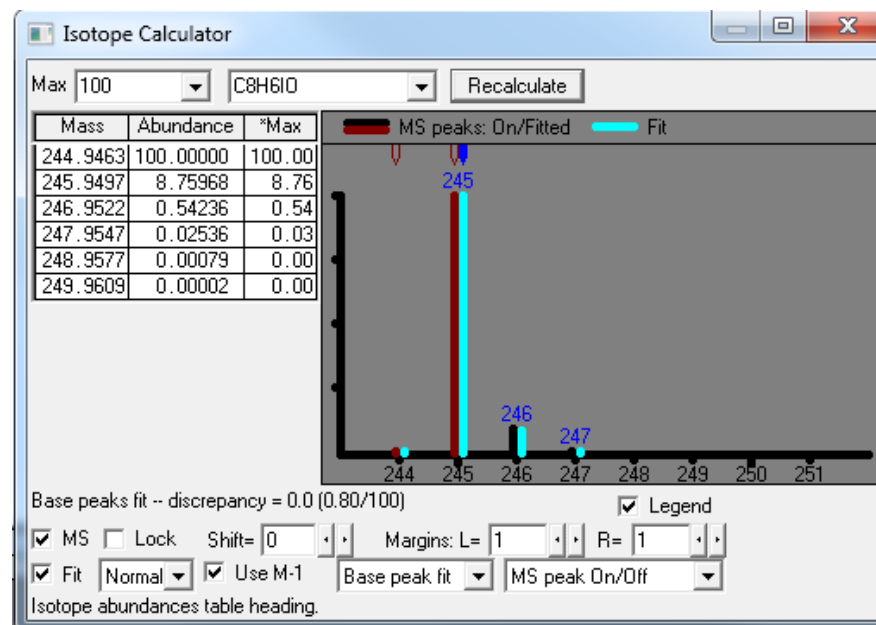 Isotope Calculator
Max 100 C8H6IO Recalculate
Mass Abundance *Max
244.9463 100.00000 100.00
245.9497 8.75968 8.76
246.9522 0.54236 0.54
247.9547 0.02536 0.03
248.9577 0.00079 0.00
249.9609 0.00002 0.00
MS peaks: On/Fitted Fit
245
246
247
244 245 246 247 248 249 250 251
Base peaks fit -- discrepancy = 0.0 (0.80/100) Legend
MS Lock Shift= 0 Margins: L= 1 R= 1
Fit Normal Use M-1 Base peak fit MS peak On/Off
Isotope abundances table heading.